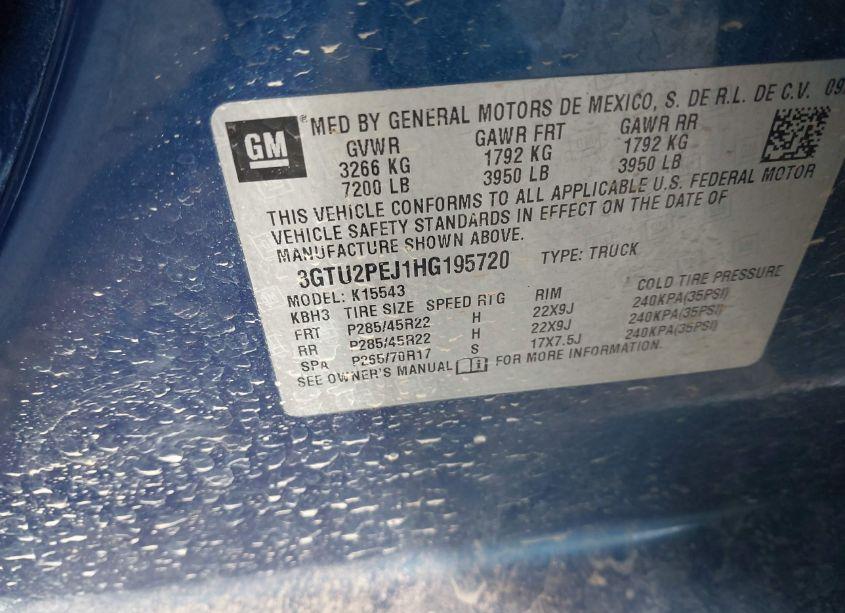 GM ® MFD BY GENERAL MOTORS DE MEXICO, S. DE R.L. DE C.V. 09
GVWR GAWR FRT GAWR RR
3266 KG 1792 KG 1792 KG
7200 LB 3950 LB 3950 LB
THIS VEHICLE CONFORMS TO ALL APPLICABLE U.S. FEDERAL MOTOR
VEHICLE SAFETY STANDARDS IN EFFECT ON THE DATE OF
MANUFACTURE SHOWN ABOVE.
3GTU2PEJ1HG195720 TYPE: TRUCK
MODEL: K15543
KBH3 TIRE SIZE SPEED RTG RIM COLD TIRE PRESSURE
FRT P285/45R22 H 22X9J 240KPA(35PSI)
RR P285/45R22 H 22X9J 240KPA(35PSI)
SPA P265/70R17 S 17X7.5J 240KPA(35PSI)
SEE OWNER'S MANUAL FOR MORE INFORMATION.